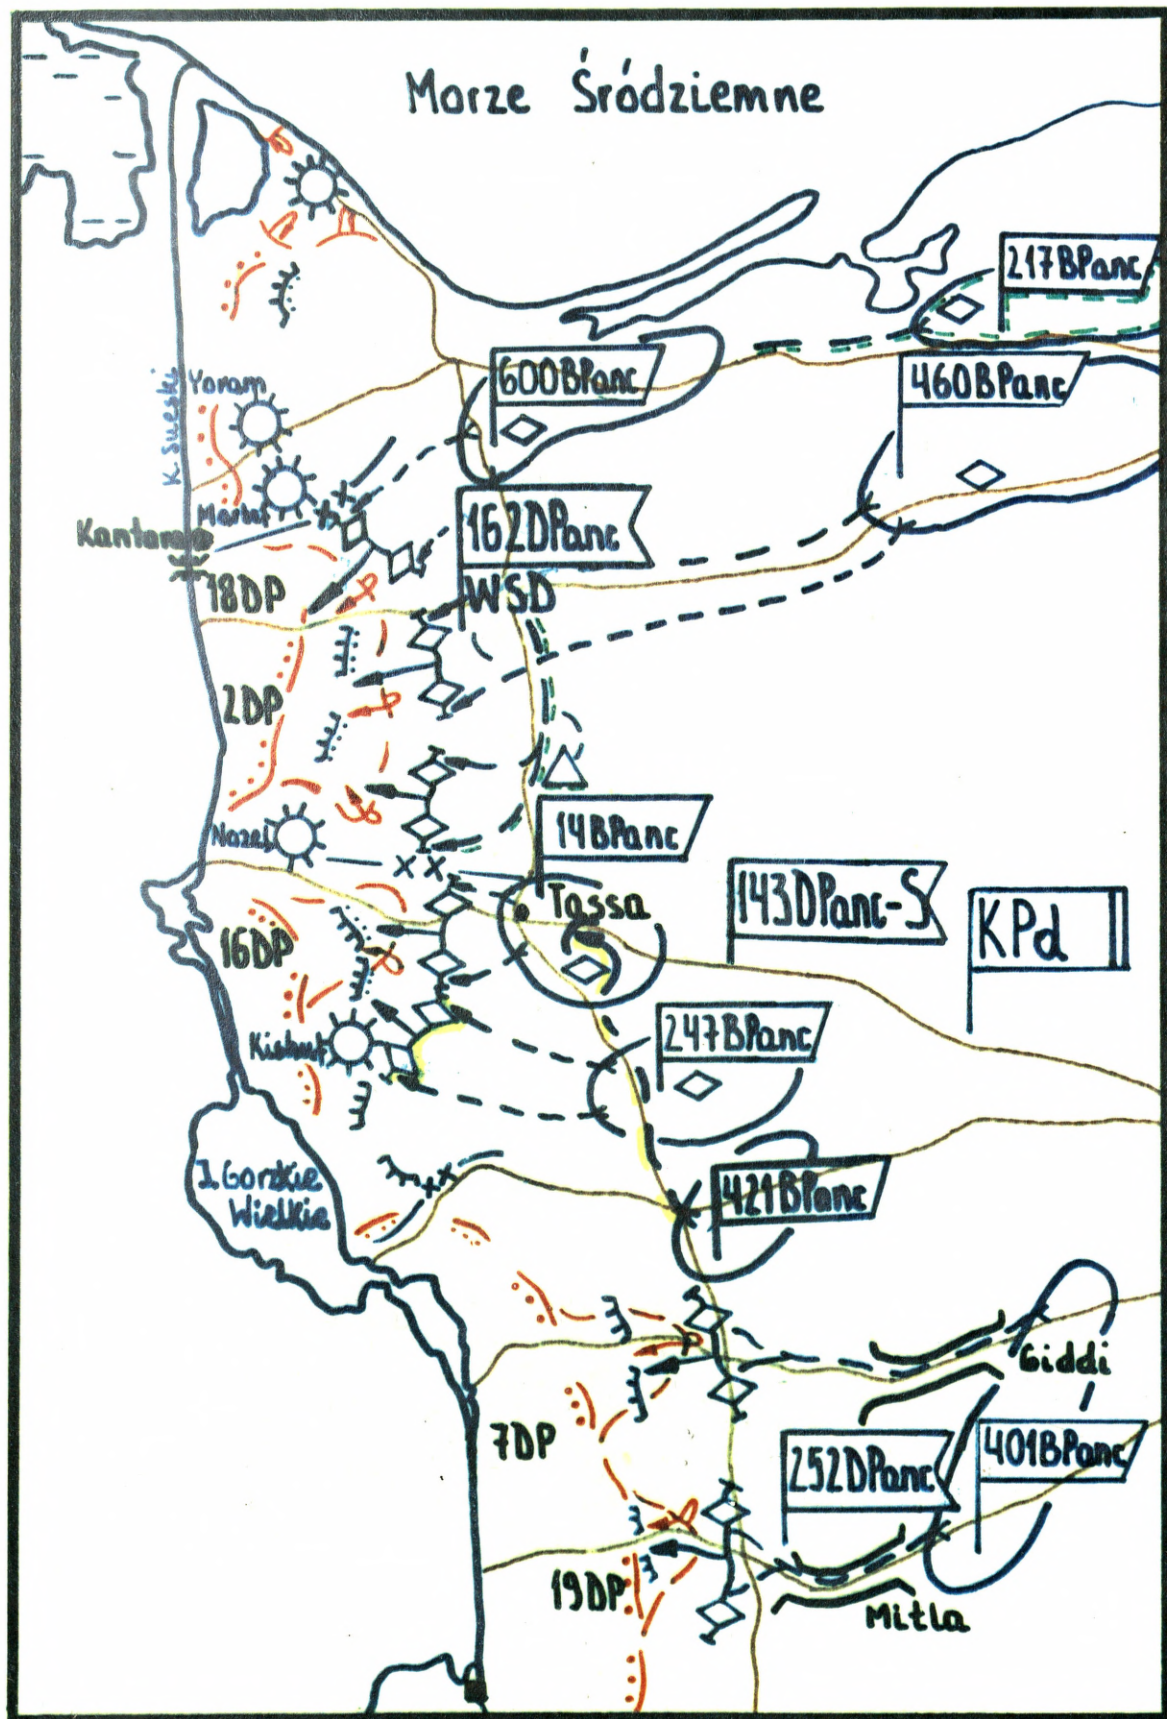 Morze Śródziemne
217BPanc
600BPanc
460BPanc
Yoram
K. Sueski
162DPanc
Kantara
WSD
18DP
2DP
14BPanc
Tassa
143DPanc-S
KPd
16DP
247BPanc
J. Gorzkie
Wielkie
421BPanc
Giddi
7DP
252DPanc
401BPanc
19DP
Mitla